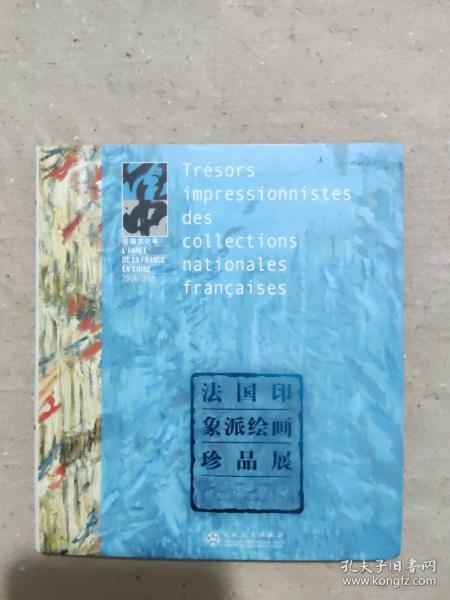 Trésors
impressionnistes
des
collections
nationales
françaises
法国文化年
L'ANNÉE
DE LA FRANCE
EN CHINE
2004/2005
法国印
象派绘画
珍品展
孔夫子旧书网
www.kongfz.com